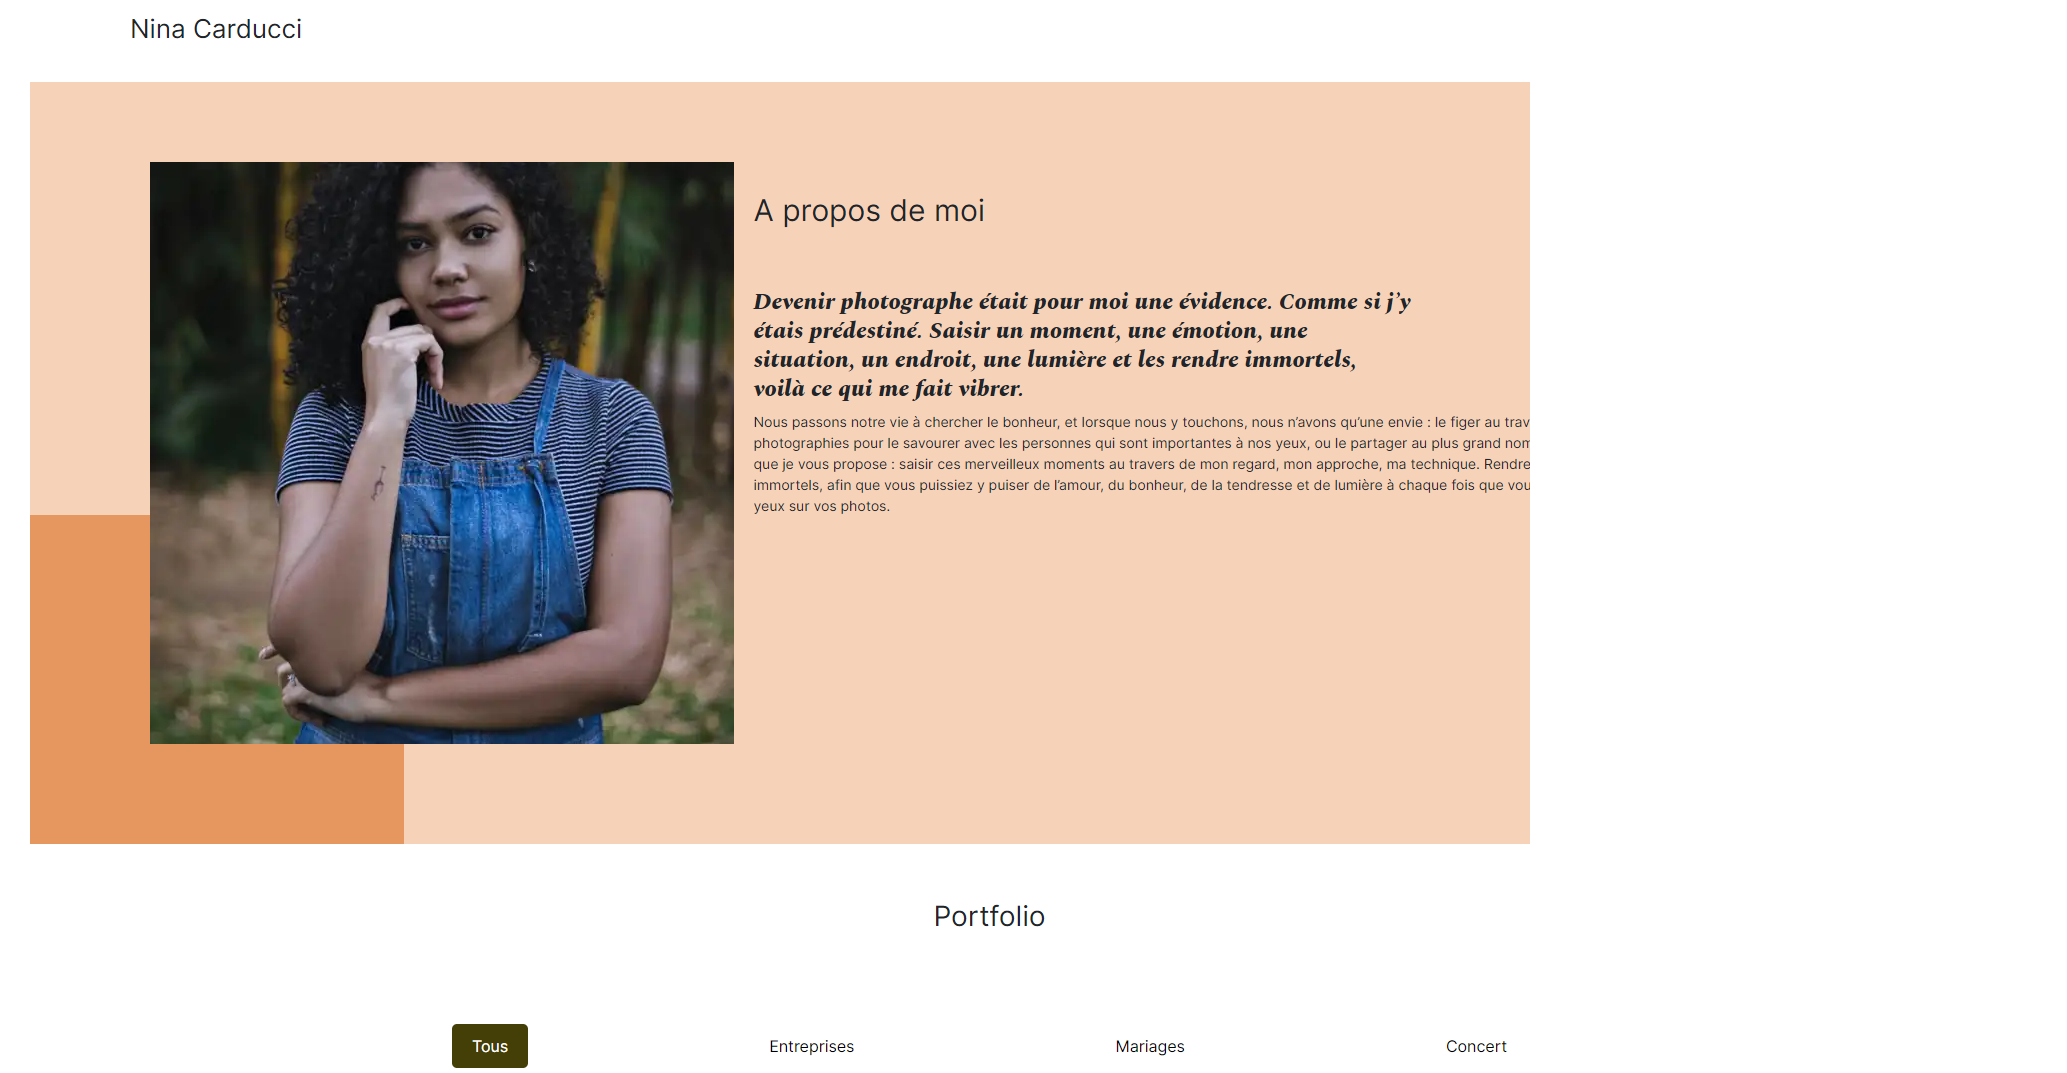 Nina Carducci
A propos de moi
Devenir photographe était pour moi une évidence. Comme si j’y
étais prédestiné. Saisir un moment, une émotion, une
situation, un endroit, une lumière et les rendre immortels,
voilà ce qui me fait vibrer.
Nous passons notre vie à chercher le bonheur, et lorsque nous y touchons, nous n’avons qu’une envie : le figer au trav
photographies pour le savourer avec les personnes qui sont importantes à nos yeux, ou le partager au plus grand nom
que je vous propose : saisir ces merveilleux moments au travers de mon regard, mon approche, ma technique. Rendre
immortels, afin que vous puissiez y puiser de l’amour, du bonheur, de la tendresse et de lumière à chaque fois que vou
yeux sur vos photos.
Portfolio
Tous
Entreprises
Mariages
Concert